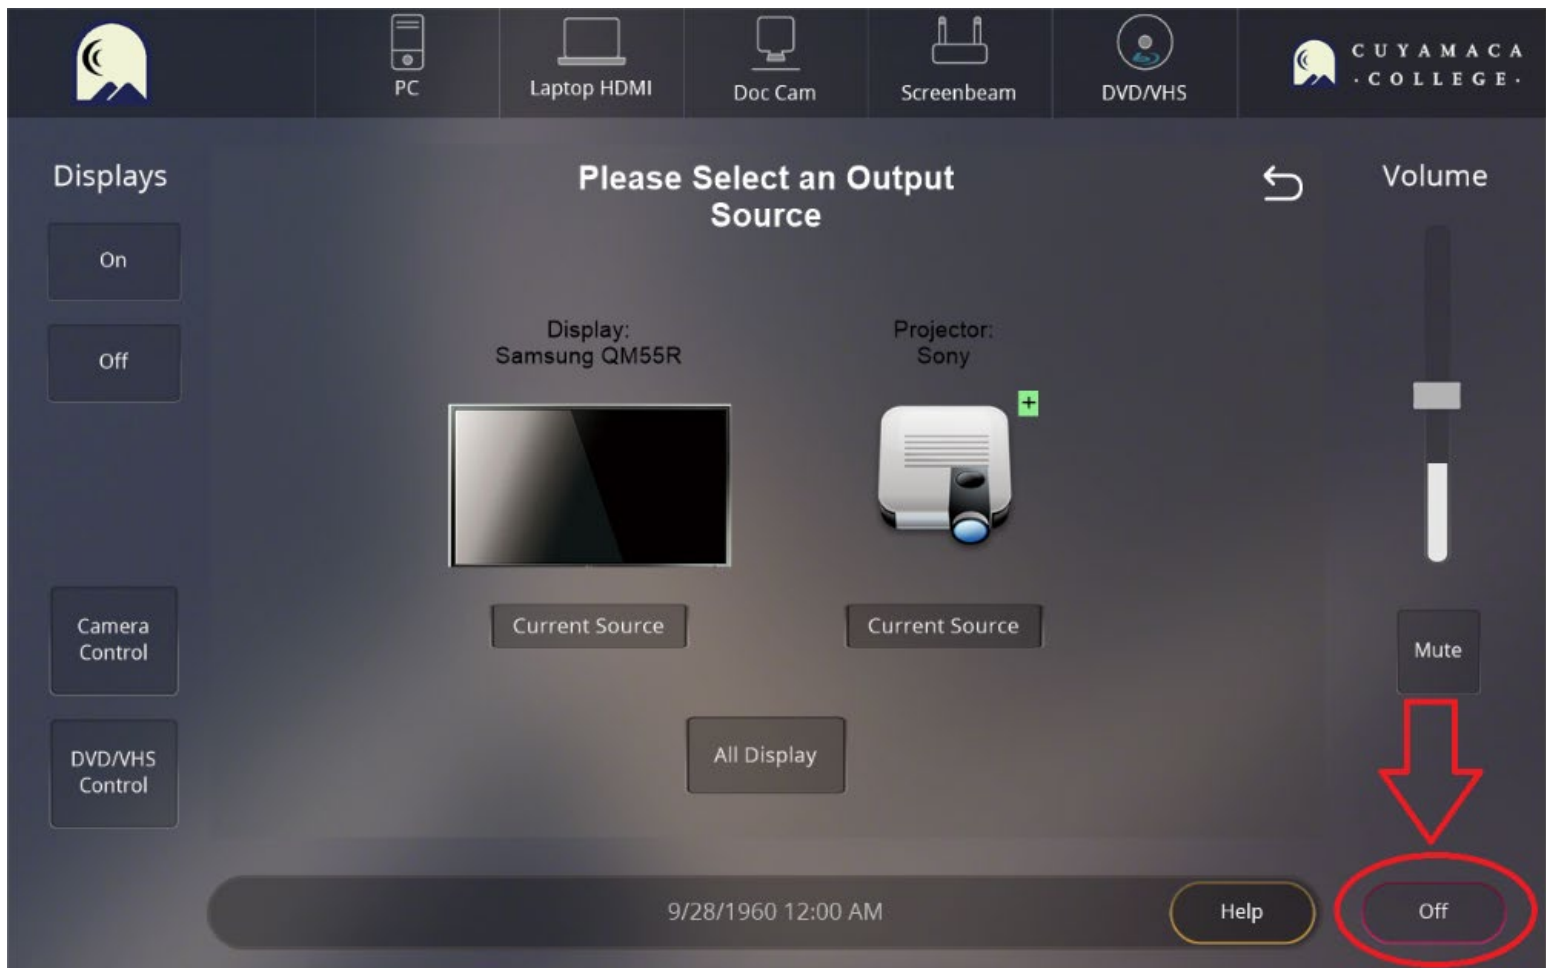 PC
Laptop HDMI
Doc Cam
Screenbeam
DVD/VHS
CUYAMACA
·COLLEGE·
Displays
On
Off
Camera
Control
DVD/VHS
Control
Please Select an Output
Source
Display:
Samsung QM55R
Projector:
Sony
+
Current Source
Current Source
All Display
Volume
Mute
9/28/1960 12:00 AM
Help
Off